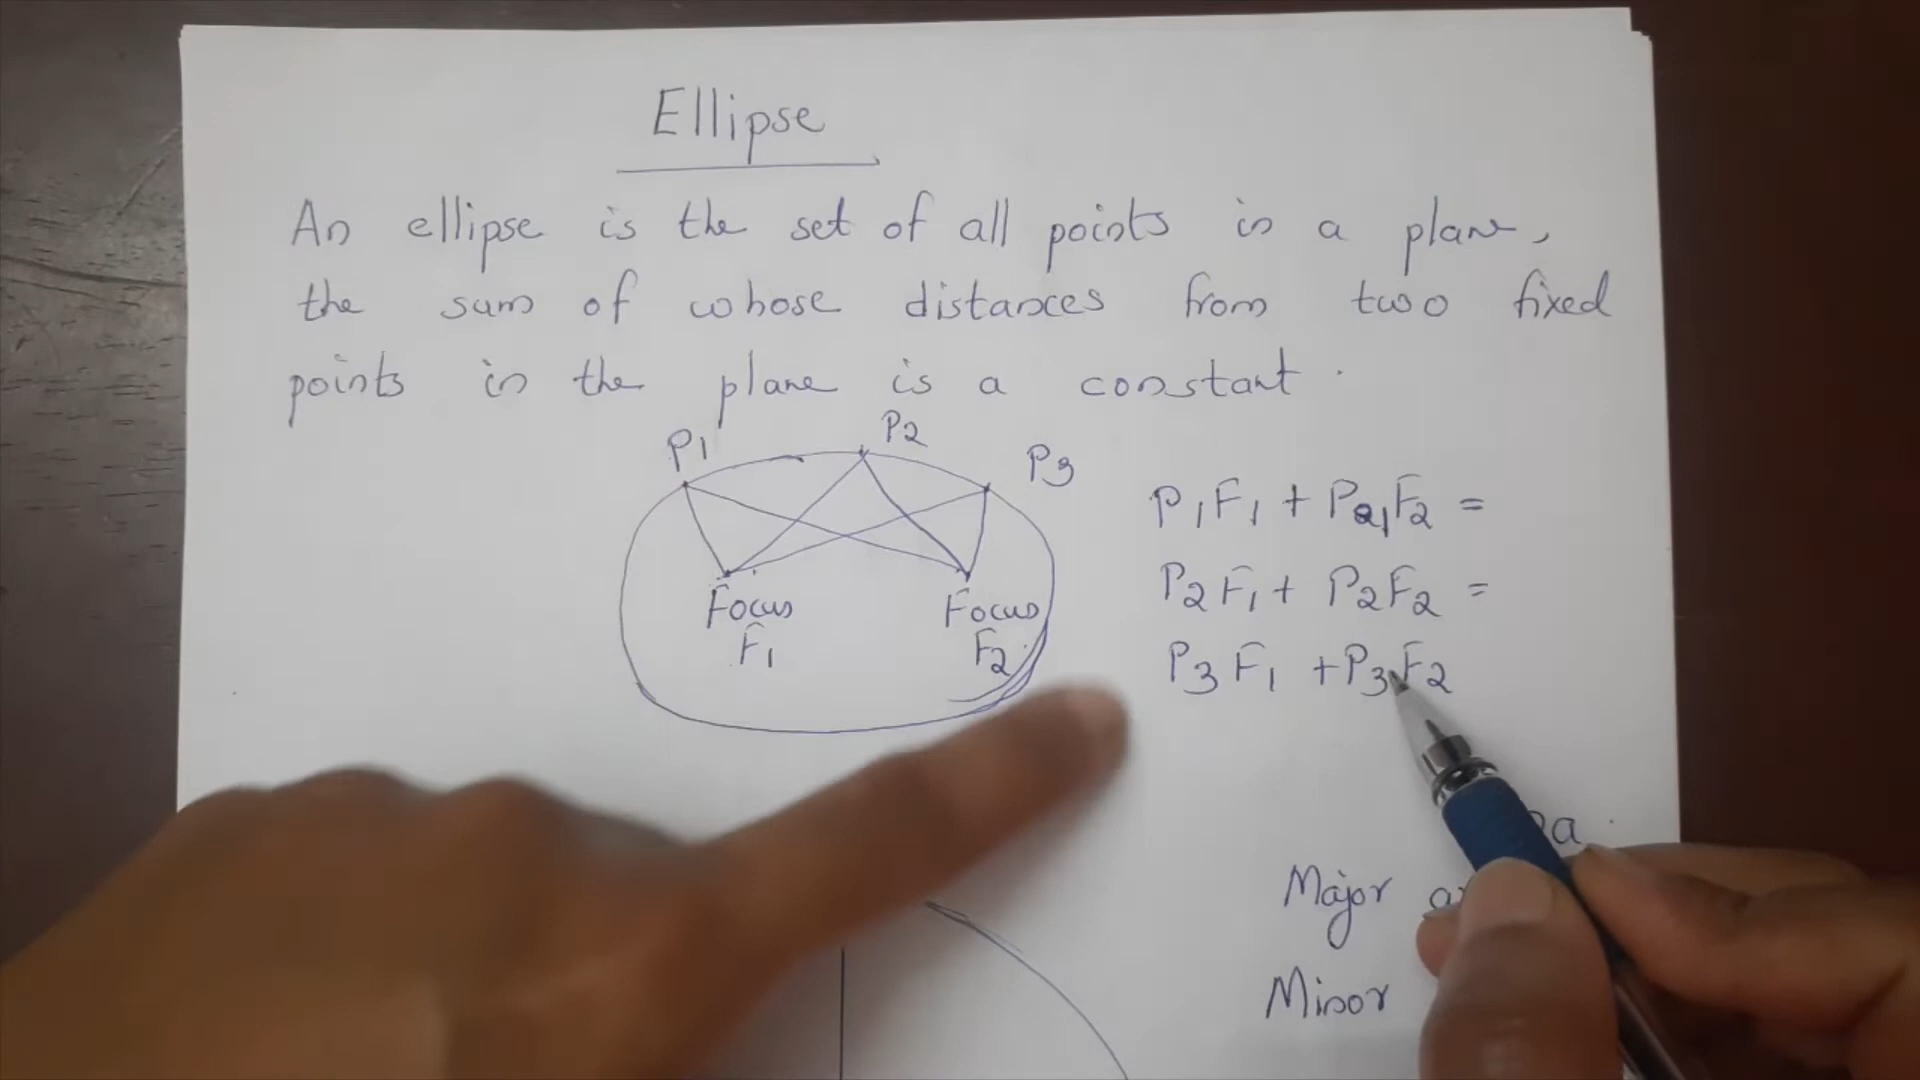 Ellipse
An ellipse is the set of all points in a plane,
the sum of whose distances from two fixed
points in the plane is a constant.
P1
P2
P3
Focus
F1
Focus
F2
P1F1 + P1F2 =
P2F1 + P2F2 =
P3F1 + P3F2
Major
Minor